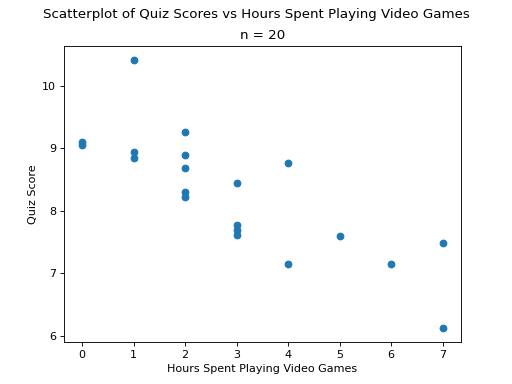 Scatterplot of Quiz Scores vs Hours Spent Playing Video Games
n = 20
10
9
8
7
6
Quiz Score
0 1 2 3 4 5 6 7
Hours Spent Playing Video Games